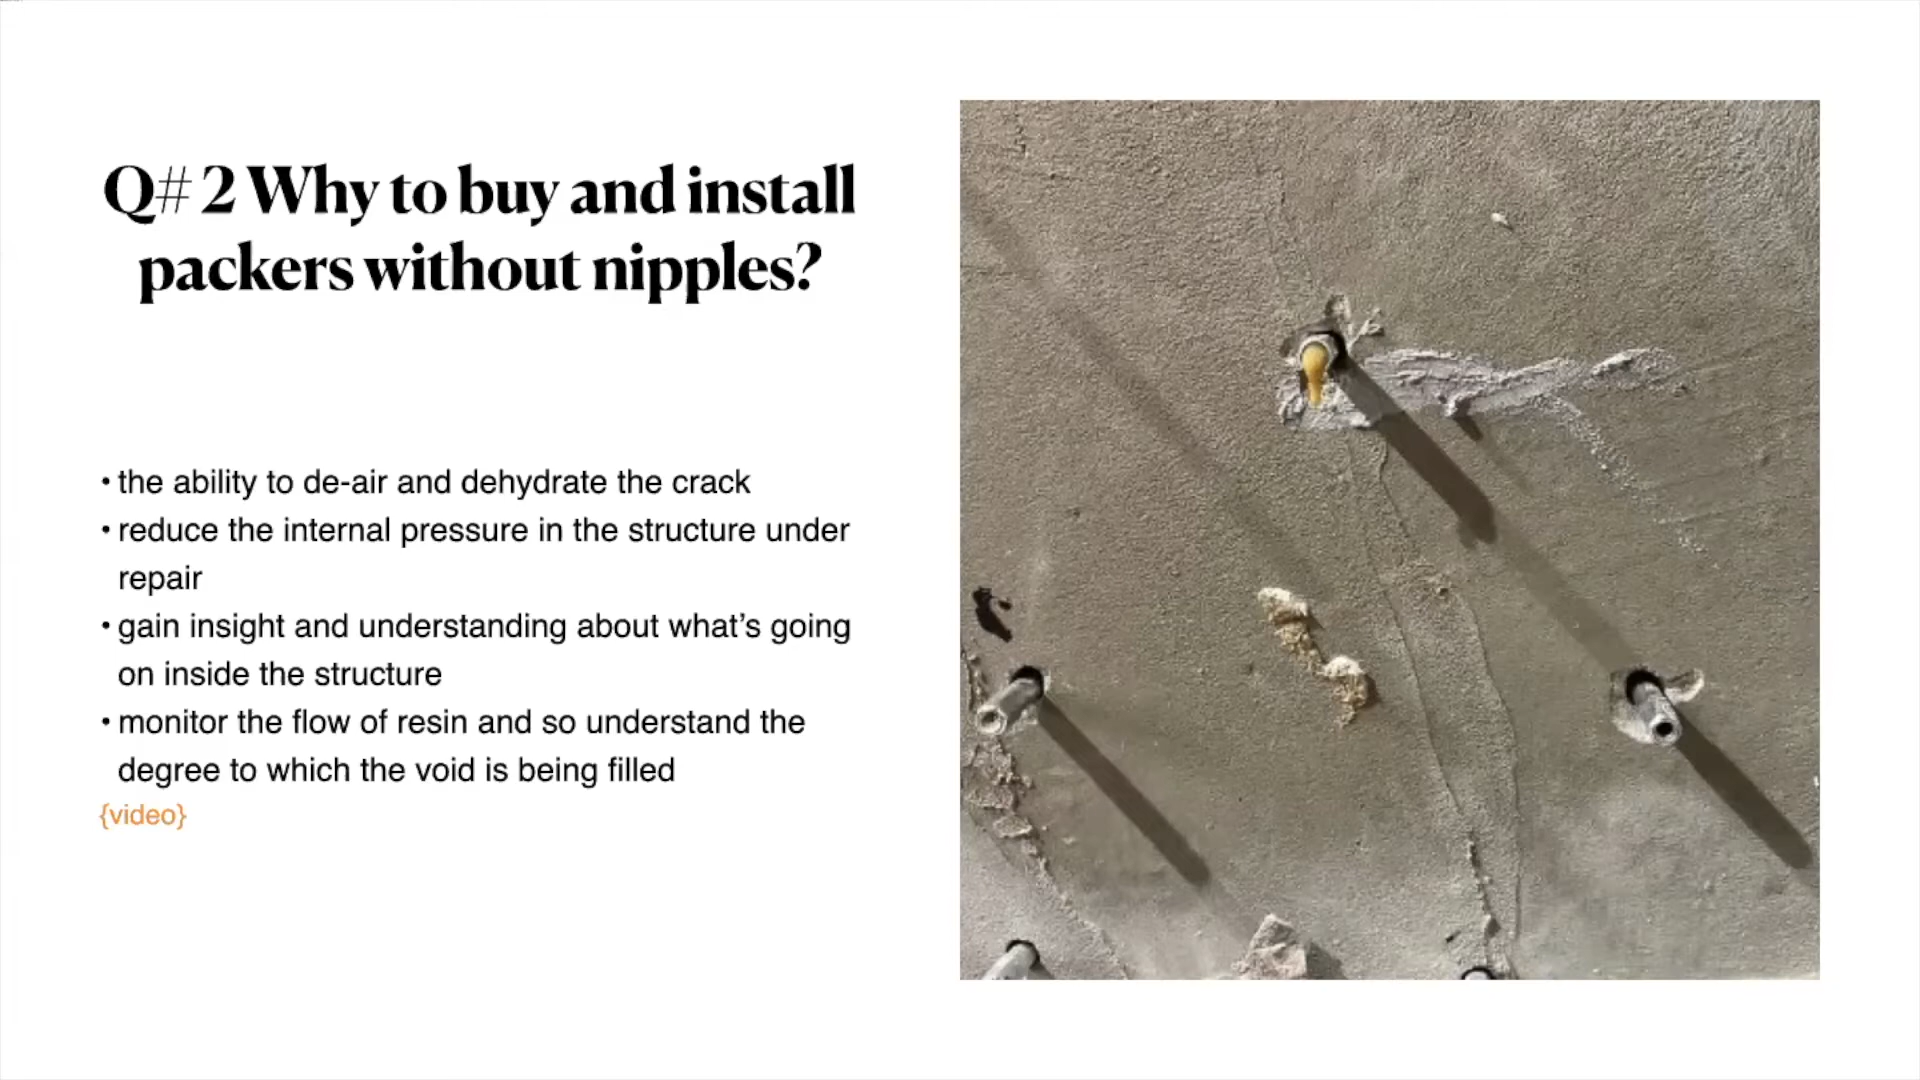 Q# 2 Why to buy and install
packers without nipples?
• the ability to de-air and dehydrate the crack
• reduce the internal pressure in the structure under
repair
• gain insight and understanding about what’s going
on inside the structure
• monitor the flow of resin and so understand the
degree to which the void is being filled
{video}